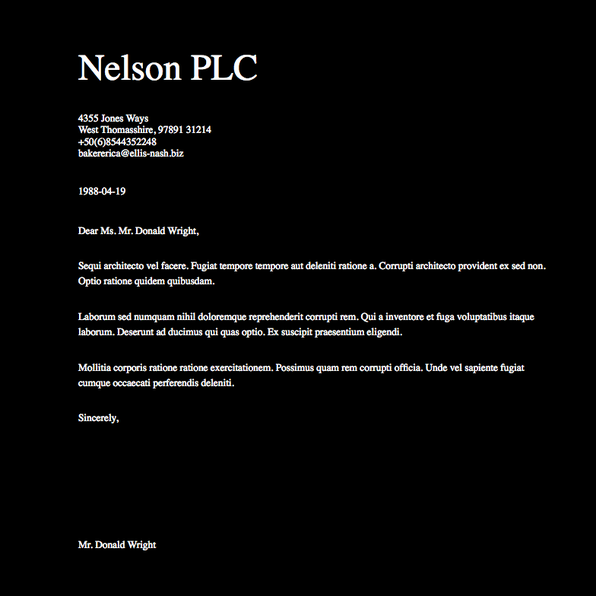 Nelson PLC
4355 Jones Ways
West Thomasshire, 97891 31214
+50(6)8544352248
bakererica@ellis-nash.biz
1988-04-19
Dear Ms. Mr. Donald Wright,
Sequi architecto vel facere. Fugiat tempore tempore aut deleniti ratione a. Corrupti architecto provident ex sed non.
Optio ratione quidem quibusdam.
Laborum sed numquam nihil doloremque reprehenderit corrupti rem. Qui a inventore et fuga voluptatibus itaque
laborum. Deserunt ad ducimus qui quas optio. Ex suscipit praesentium eligendi.
Mollitia corporis ratione ratione exercitationem. Possimus quam rem corrupti officia. Unde vel sapiente fugiat
cumque occaecati perferendis deleniti.
Sincerely,
Mr. Donald Wright